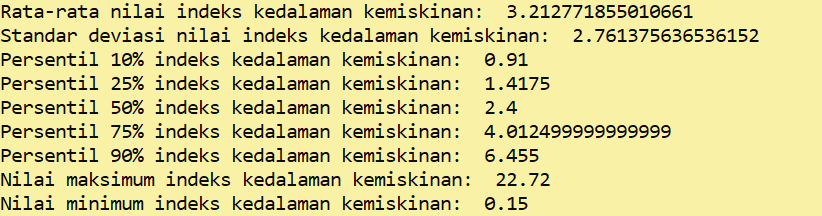 Rata-rata nilai indeks kedalaman kemiskinan:  3.212771855010661
Standar deviasi nilai indeks kedalaman kemiskinan:  2.761375636536152
Persentil 10% indeks kedalaman kemiskinan:  0.91
Persentil 25% indeks kedalaman kemiskinan:  1.4175
Persentil 50% indeks kedalaman kemiskinan:  2.4
Persentil 75% indeks kedalaman kemiskinan:  4.012499999999999
Persentil 90% indeks kedalaman kemiskinan:  6.455
Nilai maksimum indeks kedalaman kemiskinan:  22.72
Nilai minimum indeks kedalaman kemiskinan:  0.15